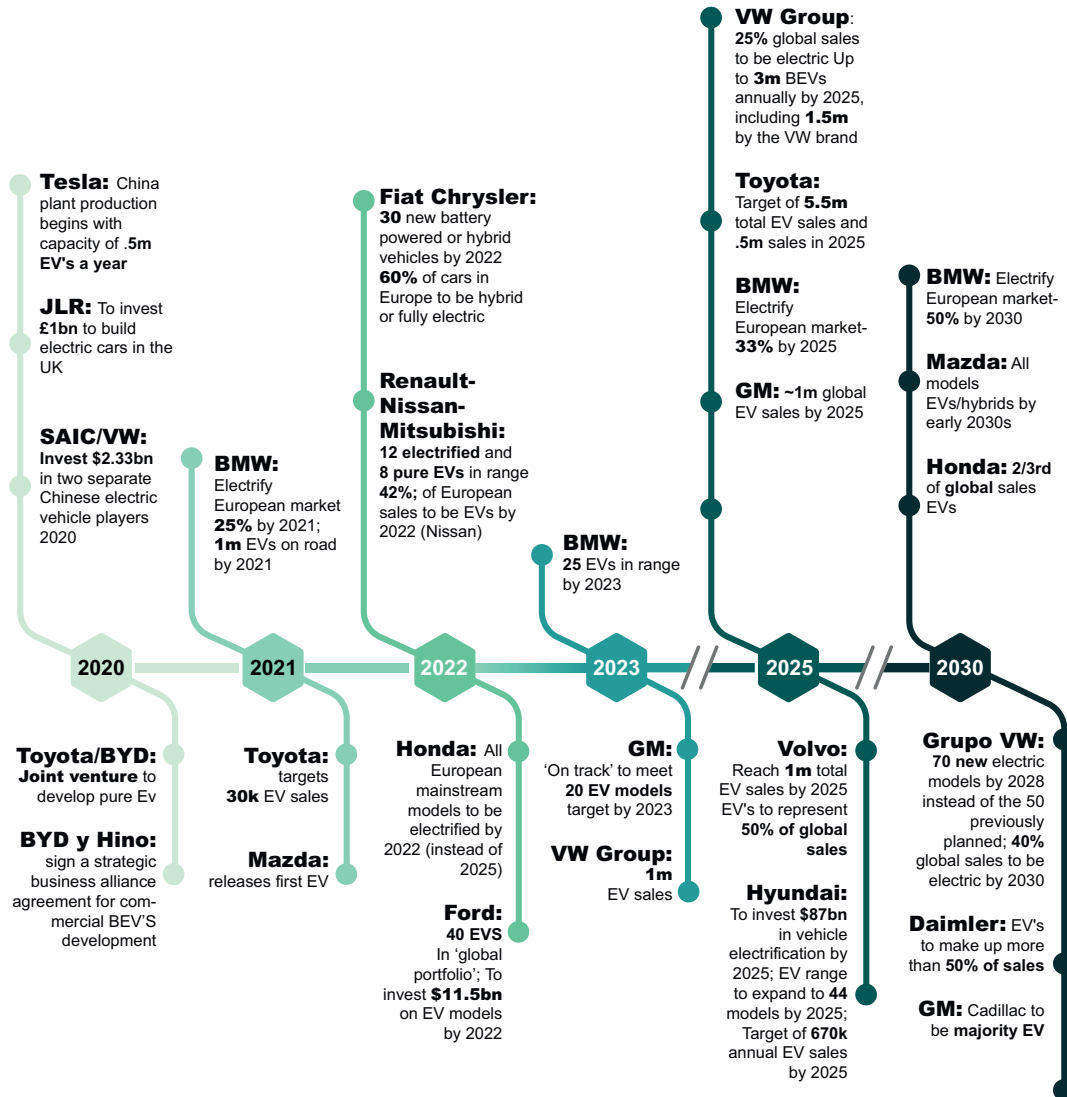 Tesla: China
plant production
begins with
capacity of .5m
EV's a year
JLR: To invest
£1bn to build
electric cars in the
UK
SAIC/VW:
Invest $2.33bn
in two separate
Chinese electric
vehicle players
2020
BMW:
Electrify
European market
25% by 2021;
1m EVs on road
by 2021
Fiat Chrysler:
30 new battery
powered or hybrid
vehicles by 2022
60% of cars in
Europe to be hybrid
or fully electric
Renault-
Nissan-
Mitsubishi:
12 electrified and
8 pure EVs in range
42%; of European
sales to be EVs by
2022 (Nissan)
BMW:
25 EVs in range
by 2023
VW Group:
25% global sales
to be electric Up
to 3m BEVs
annually by 2025,
including 1.5m
by the VW brand
Toyota:
Target of 5.5m
total EV sales and
.5m sales in 2025
BMW:
Electrify
European market-
33% by 2025
GM: ~1m global
EV sales by 2025
BMW: Electrify
European market-
50% by 2030
Mazda: All
models
EVs/hybrids by
early 2030s
Honda: 2/3rd
of global sales
EVs
2020
2021
2022
2023
2025
2030
Toyota/BYD:
Joint venture to
develop pure Ev
BYD y Hino:
sign a strategic
business alliance
agreement for com-
mercial BEV'S
development
Toyota:
targets
30k EV sales
Mazda:
releases first EV
Honda: All
European
mainstream
models to be
electrified by
2022 (instead of
2025)
Ford:
40 EVS
In ‘global
portfolio’; To
invest $11.5bn
on EV models
by 2022
GM:
‘On track’ to meet
20 EV models
target by 2023
VW Group:
1m
EV sales
Volvo:
Reach 1m total
EV sales by 2025
EV's to represent
50% of global
sales
Hyundai:
To invest $87bn
in vehicle
electrification by
2025; EV range
to expand to 44
models by 2025;
Target of 670k
annual EV sales
by 2025
Grupo VW:
70 new electric
models by 2028
instead of the 50
previously
planned; 40%
global sales to be
electric by 2030
Daimler: EV's
to make up more
than 50% of sales
GM: Cadillac to
be majority EV